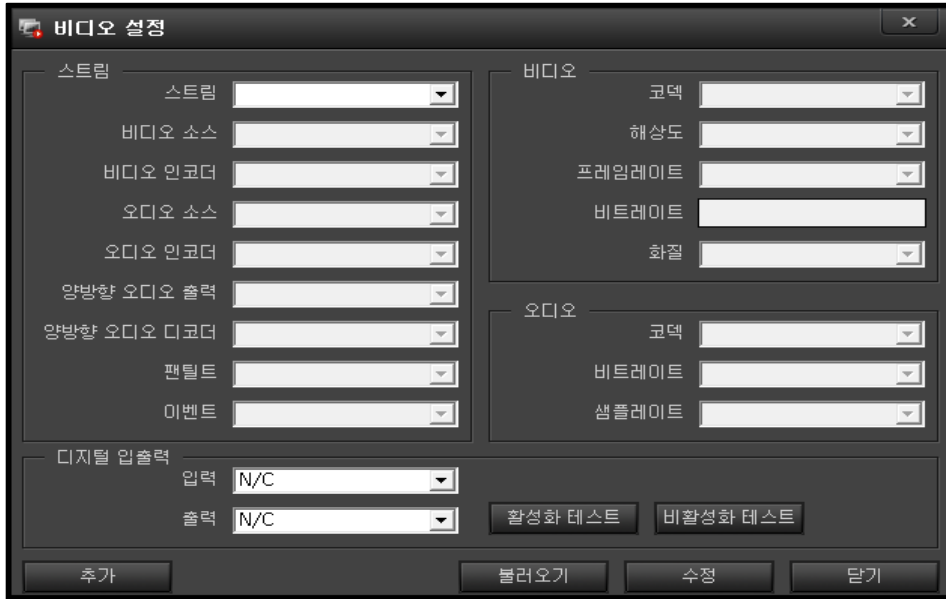 비디오 설정
스트림
스트림
비디오 소스
비디오 인코더
오디오 소스
오디오 인코더
양방향 오디오 출력
양방향 오디오 디코더
팬틸트
이벤트
비디오
코덱
해상도
프레임레이트
비트레이트
화질
오디오
코덱
비트레이트
샘플레이트
디지털 입출력
입력 N/C
출력 N/C
활성화 테스트 비활성화 테스트
추가 불러오기 수정 닫기